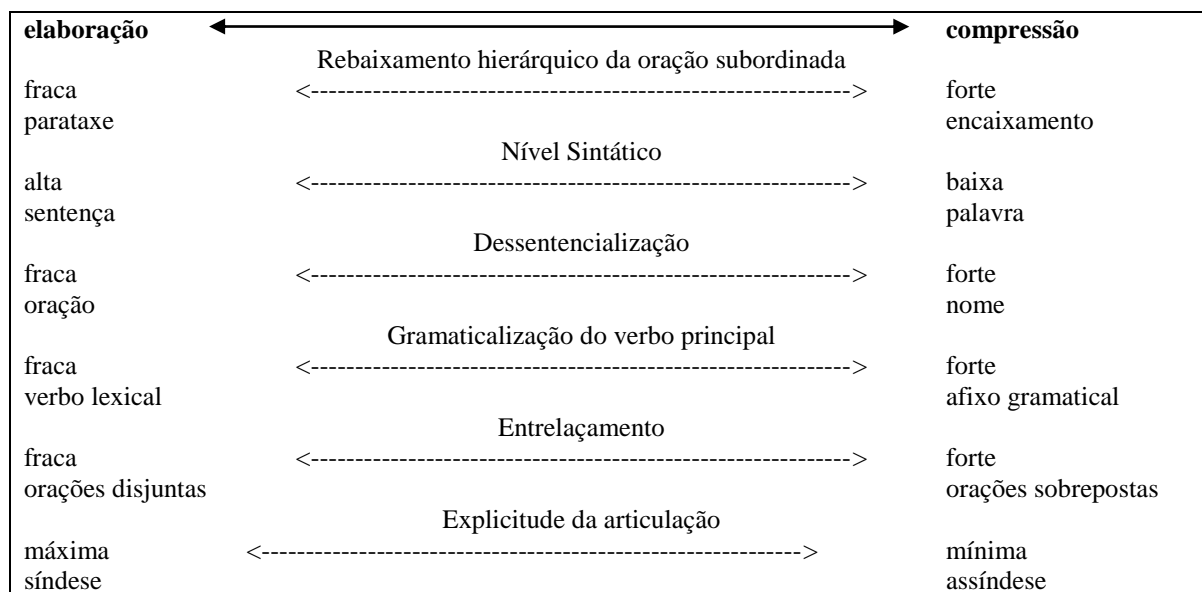 elaboração compressão
Rebaixamento hierárquico da oração subordinada
fraca <-------------------------------------------------------------> forte
parataxe encaixamento
Nível Sintático
alta <-------------------------------------------------------------> baixa
sentença palavra
Dessentencialização
fraca <-------------------------------------------------------------> forte
oração nome
Gramaticalização do verbo principal
fraca <-------------------------------------------------------------> forte
verbo lexical afixo gramatical
Entrelaçamento
fraca <-------------------------------------------------------------> forte
orações disjuntas orações sobrepostas
Explicitude da articulação
máxima <-------------------------------------------------------------> mínima
síndese assíndese